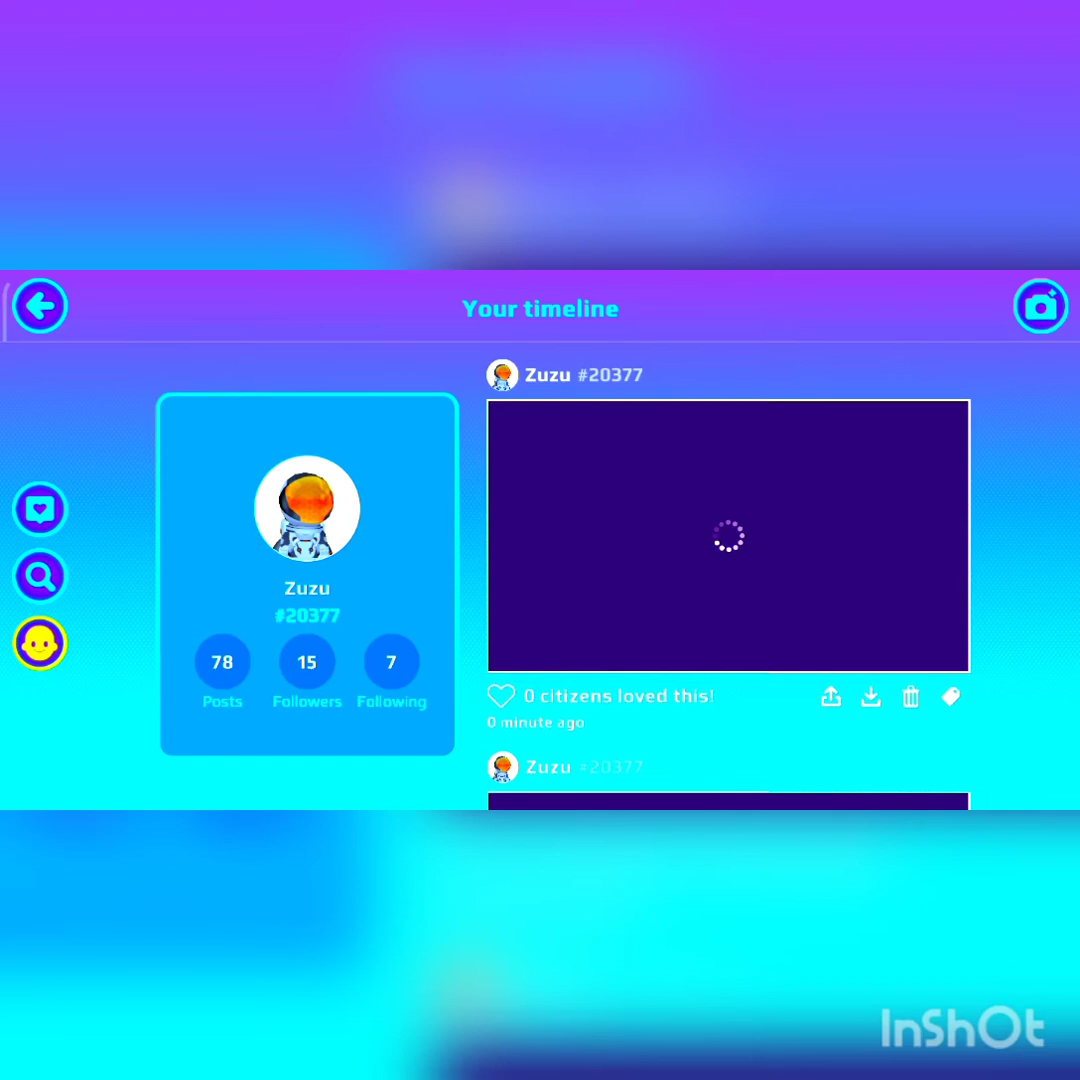 Your timeline
Zuzu #20377
Zuzu
#20377
78 15 7
Posts Followers Following
0 citizens loved this!
0 minute ago
Zuzu #20377
InShOt